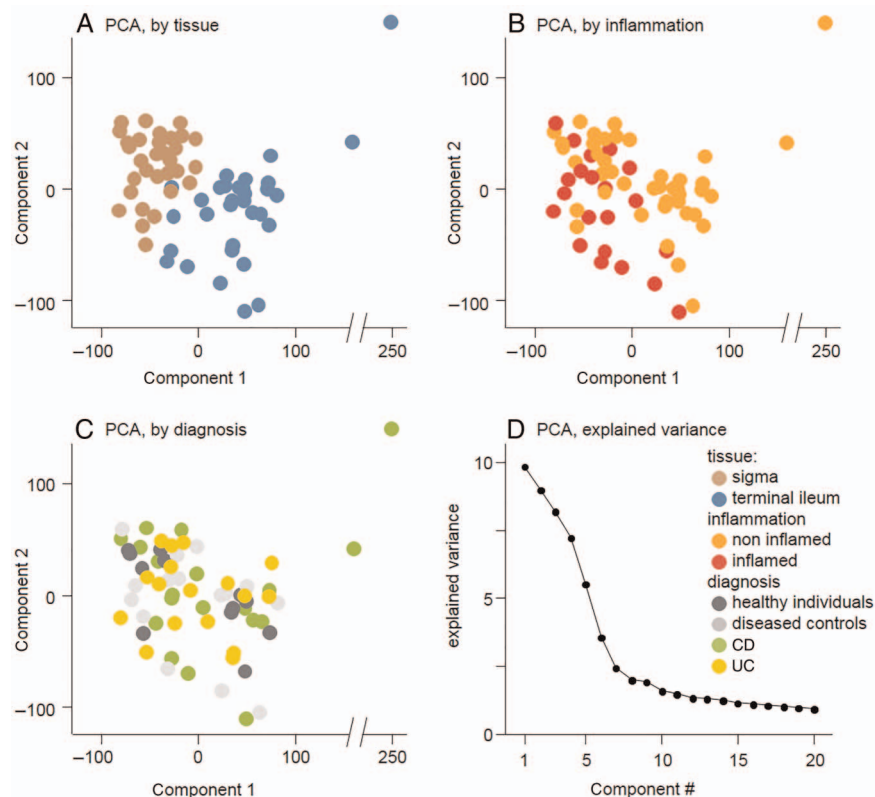 A PCA, by tissue
100
0
–100
Component 2
–100 0 100 250
Component 1
B PCA, by inflammation
100
0
–100
Component 2
–100 0 100 250
Component 1
C PCA, by diagnosis
100
0
–100
Component 2
–100 0 100 250
Component 1
D PCA, explained variance
10
5
0
explained variance
1 5 10 15 20
Component #
tissue:
sigma
terminal ileum
inflammation
non inflamed
inflamed
diagnosis
healthy individuals
diseased controls
CD
UC